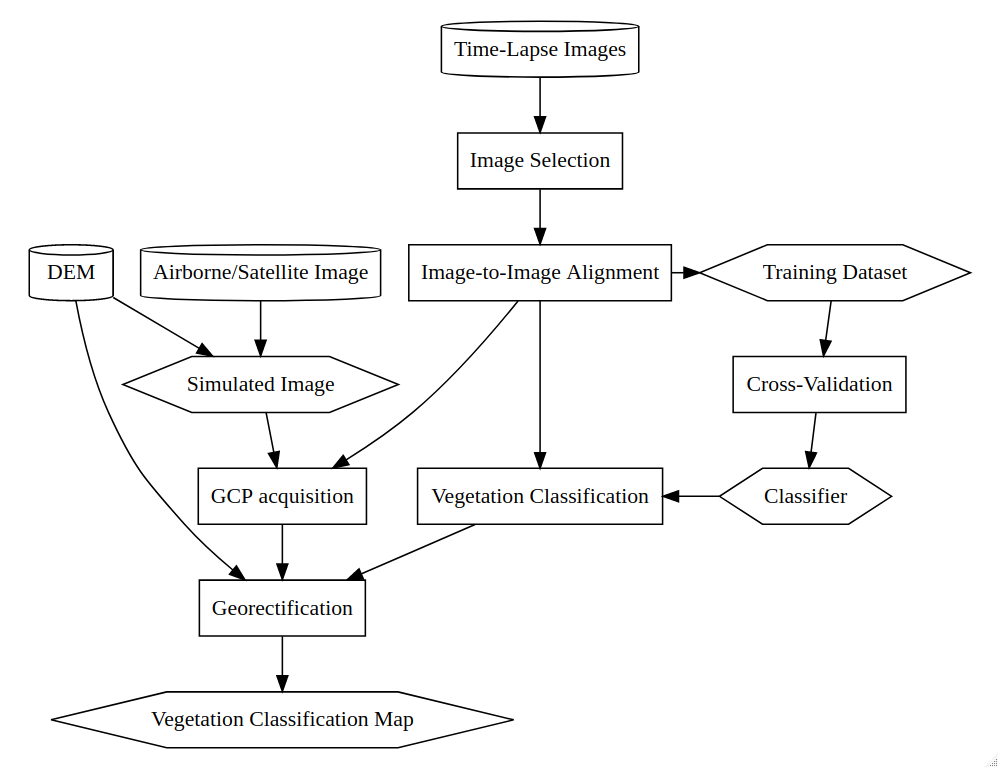 Time-Lapse Images
Image Selection
DEM
Airborne/Satellite Image
Image-to-Image Alignment
Training Dataset
Simulated Image
Cross-Validation
GCP acquisition
Vegetation Classification
Classifier
Georectification
Vegetation Classification Map